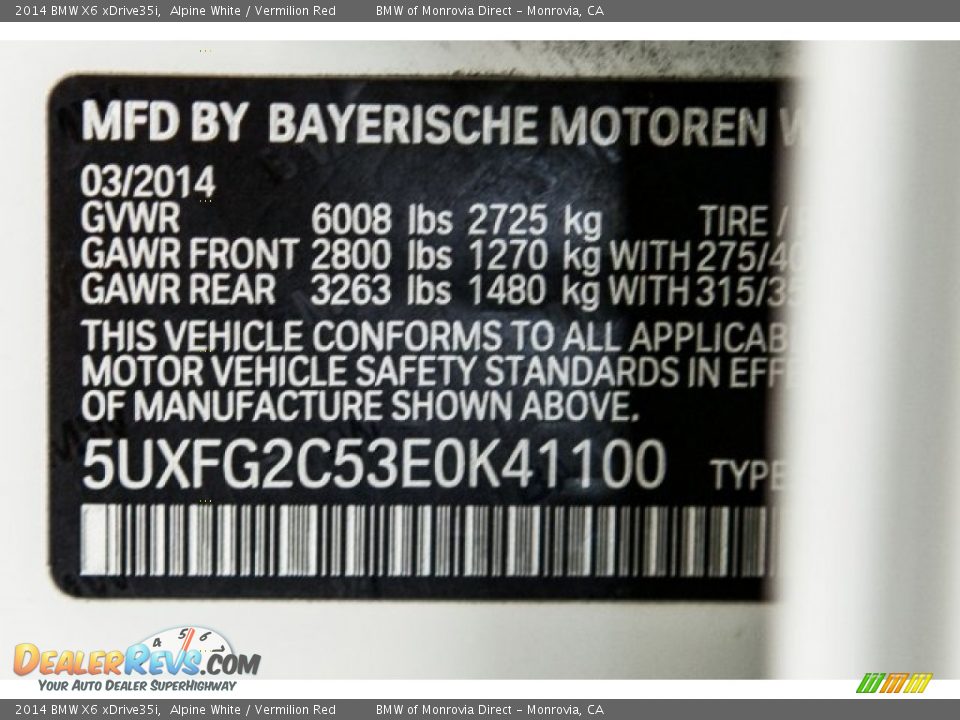 2014 BMW X6 xDrive35i, Alpine White / Vermilion Red BMW of Monrovia Direct - Monrovia, CA
MFD BY BAYERISCHE MOTOREN
03/2014
GVWR 6008 lbs 2725 kg TIRE /
GAWR FRONT 2800 lbs 1270 kg WITH 275/40
GAWR REAR 3263 lbs 1480 kg WITH 315/35
THIS VEHICLE CONFORMS TO ALL APPLICAB
MOTOR VEHICLE SAFETY STANDARDS IN EFF
OF MANUFACTURE SHOWN ABOVE.
5UXFG2C53E0K41100 TYPE
4 5 6
DEALERREVS.COM
YOUR AUTO DEALER SUPERHIGHWAY
2014 BMW X6 xDrive35i, Alpine White / Vermilion Red BMW of Monrovia Direct - Monrovia, CA